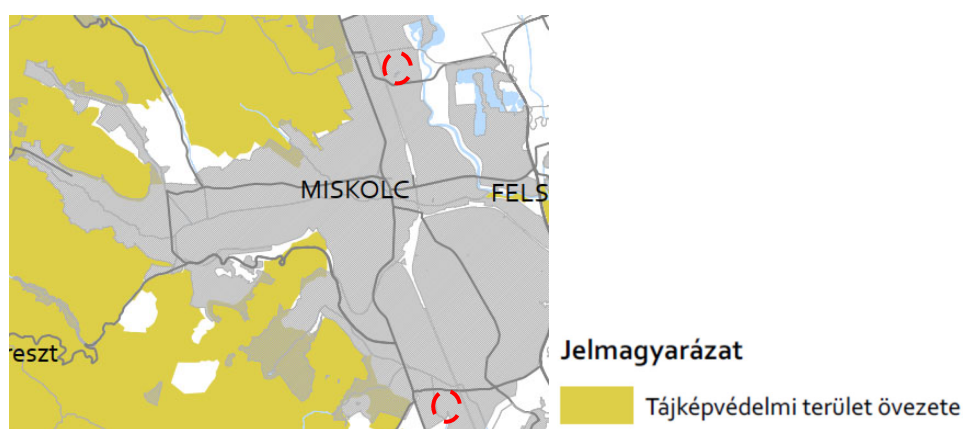 MISKOLC
FELS
reszt
Jelmagyarázat
Tájképvédelmi terület övezete